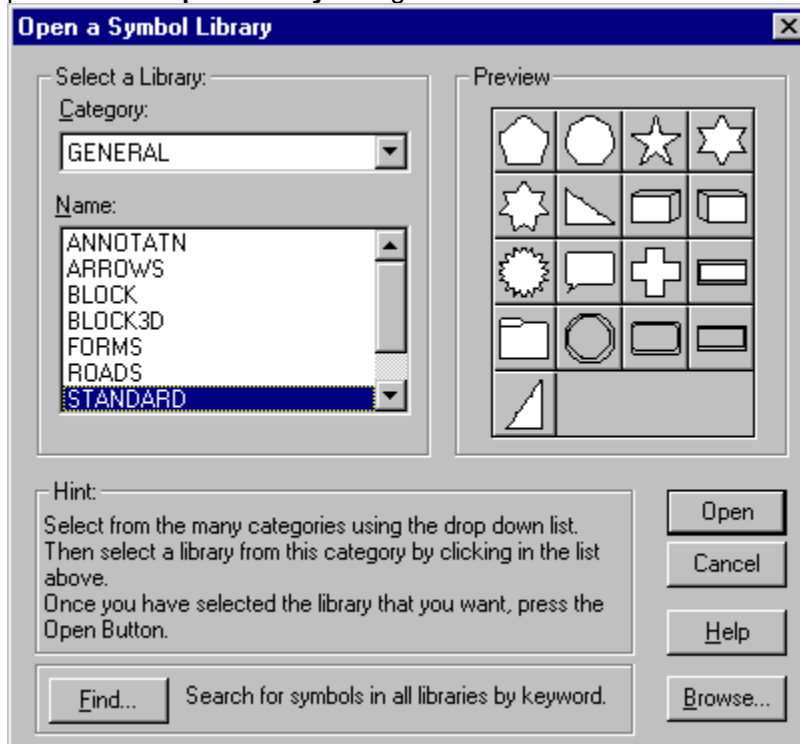 Open a Symbol Library
Select a Library:
Category:
GENERAL
Name:
ANNOTATN
ARROWS
BLOCK
BLOCK3D
FORMS
ROADS
STANDARD
Preview
Hint:
Select from the many categories using the drop down list.
Then select a library from this category by clicking in the list
above.
Once you have selected the library that you want, press the
Open Button.
Open
Cancel
Help
Find...
Search for symbols in all libraries by keyword.
Browse...